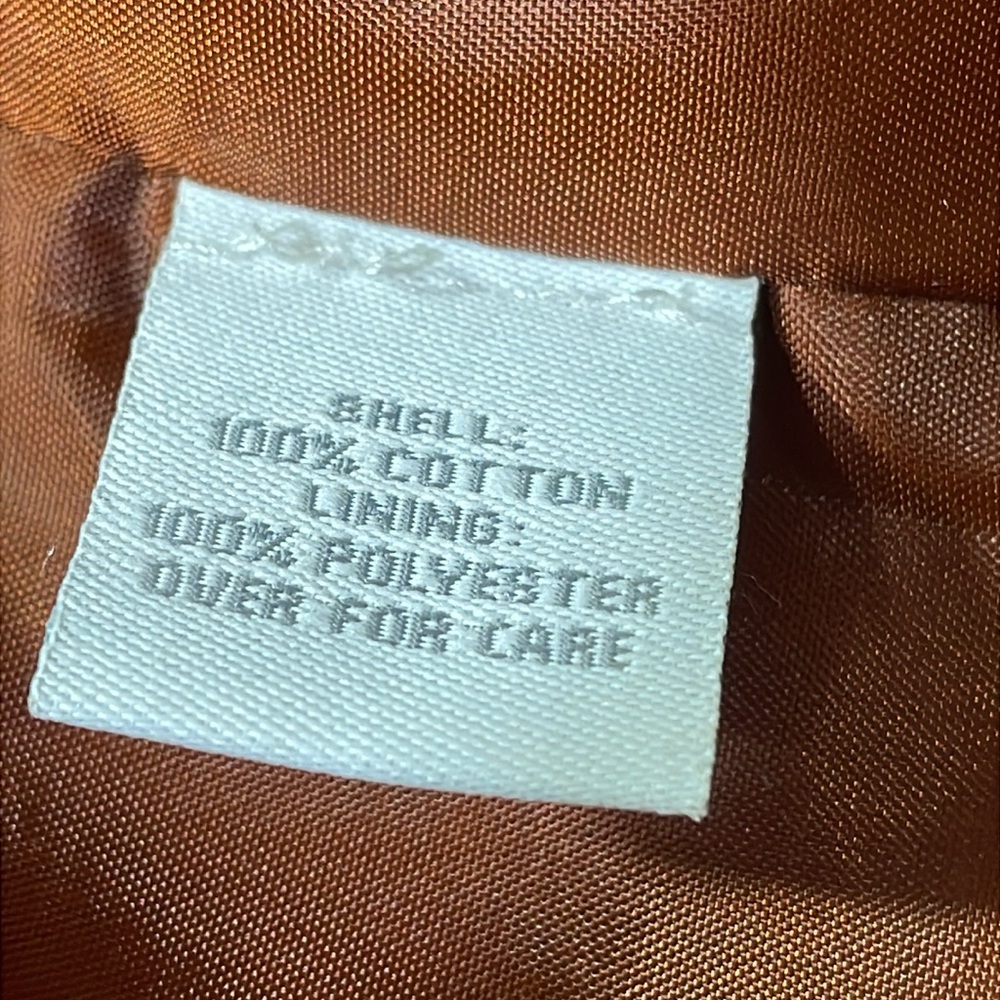 SHELL:
100% COTTON
LINING:
100% POLYESTER
OVER FOR CARE